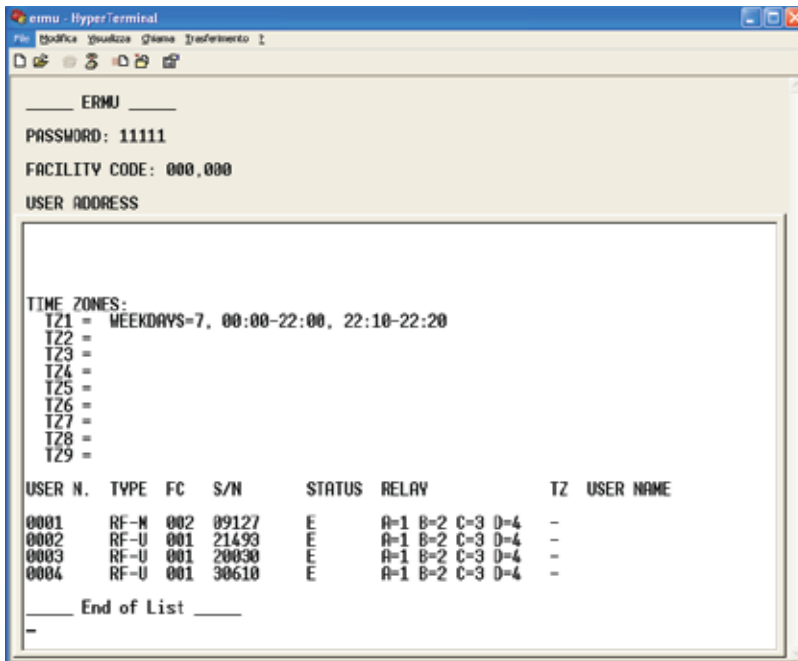 ermu - HyperTerminal
File Modifica Visualizza Chiama Trasferimento ?
_____ ERMU _____
PASSWORD: 11111
FACILITY CODE: 000,000
USER ADDRESS
TIME ZONES:
TZ1 = WEEKDAYS=7, 00:00-22:00, 22:10-22:20
TZ2 =
TZ3 =
TZ4 =
TZ5 =
TZ6 =
TZ7 =
TZ8 =
TZ9 =
USER N. TYPE FC S/N STATUS RELAY TZ USER NAME
0001 RF-N 002 09127 E A=1 B=2 C=3 D=4 -
0002 RF-U 001 21493 E A=1 B=2 C=3 D=4 -
0003 RF-U 001 20030 E A=1 B=2 C=3 D=4 -
0004 RF-U 001 30610 E A=1 B=2 C=3 D=4 -
_____ End of List _____